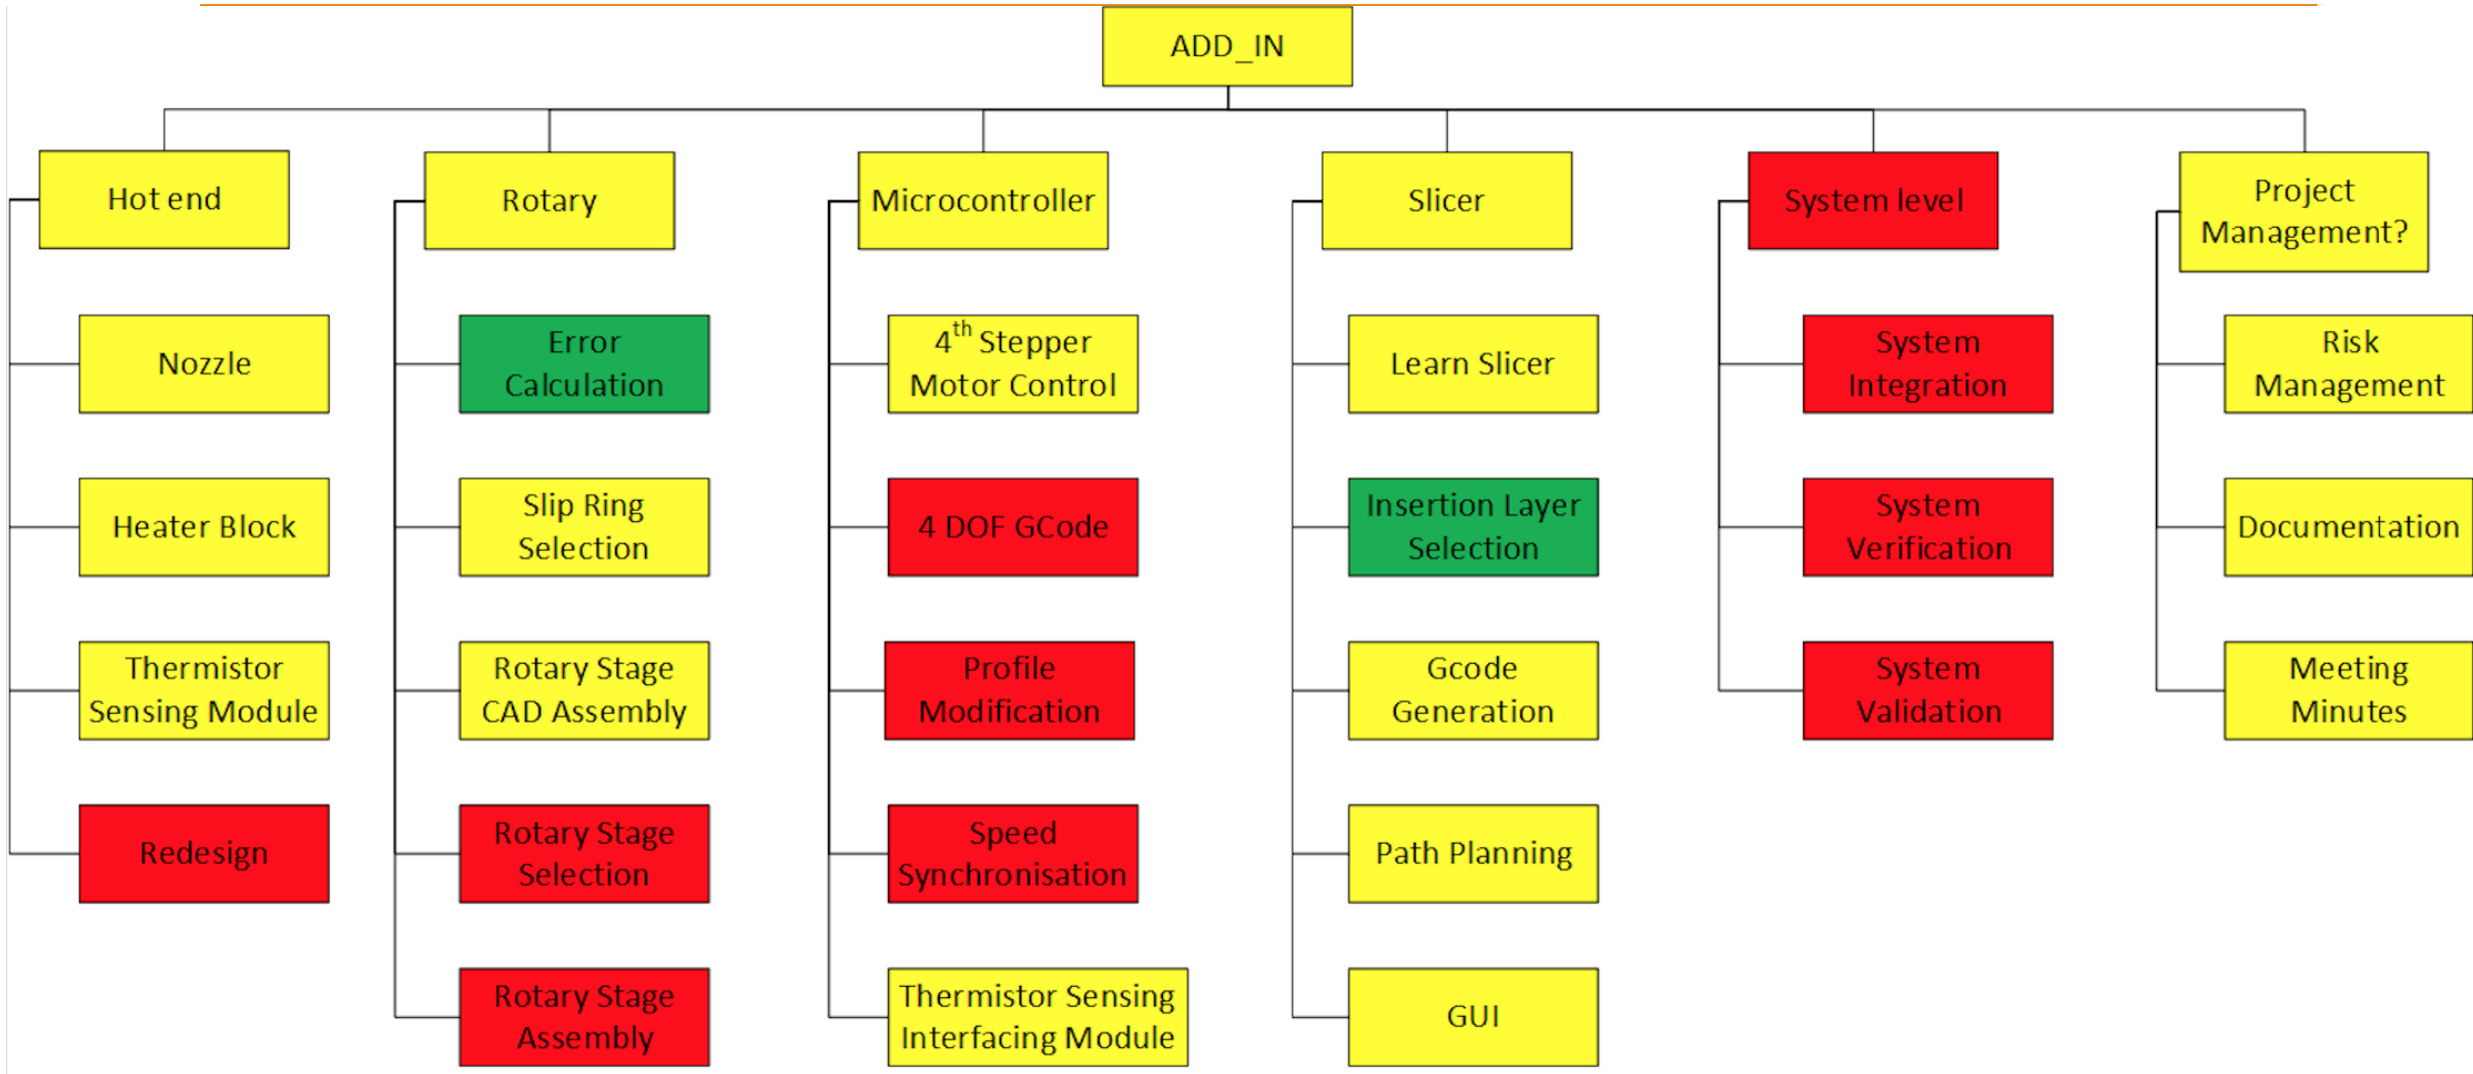 ADD_IN
Hot end
Rotary
Microcontroller
Slicer
System level
Project
Management?
Nozzle
Error
Calculation
4th Stepper
Motor Control
Learn Slicer
System
Integration
Risk
Management
Heater Block
Slip Ring
Selection
4 DOF GCode
Insertion Layer
Selection
System
Verification
Documentation
Thermistor
Sensing Module
Rotary Stage
CAD Assembly
Profile
Modification
Gcode
Generation
System
Validation
Meeting
Minutes
Redesign
Rotary Stage
Selection
Speed
Synchronisation
Path Planning
Rotary Stage
Assembly
Thermistor Sensing
Interfacing Module
GUI